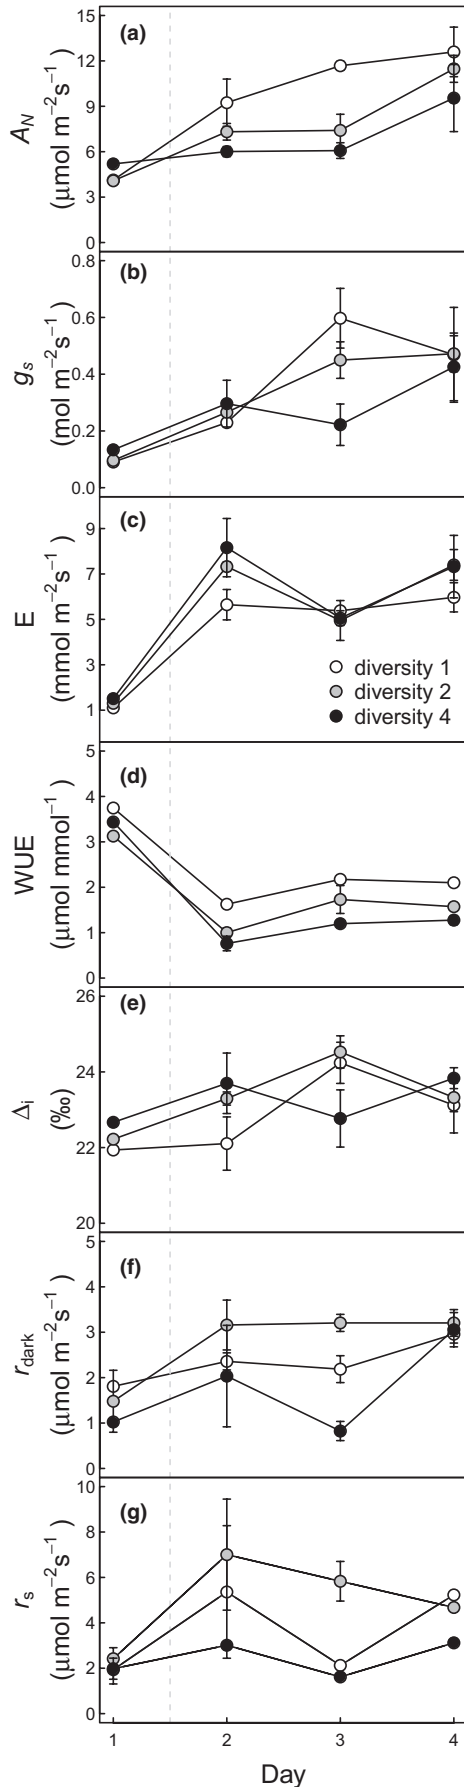 (a)
A_N
(μmol m⁻²s⁻¹)
15
12
9
6
3
0
(b)
g_s
(mol m⁻²s⁻¹)
0.8
0.6
0.4
0.2
0.0
(c)
E
(mmol m⁻²s⁻¹)
9
7
5
3
1
diversity 1
diversity 2
diversity 4
(d)
WUE
(μmol mmol⁻¹)
5
4
3
2
1
0
(e)
Δ_i
(‰)
26
24
22
20
(f)
r_dark
(μmol m⁻²s⁻¹)
5
4
3
2
1
0
(g)
r_s
(μmol m⁻²s⁻¹)
10
8
6
4
2
0
1 2 3 4
Day